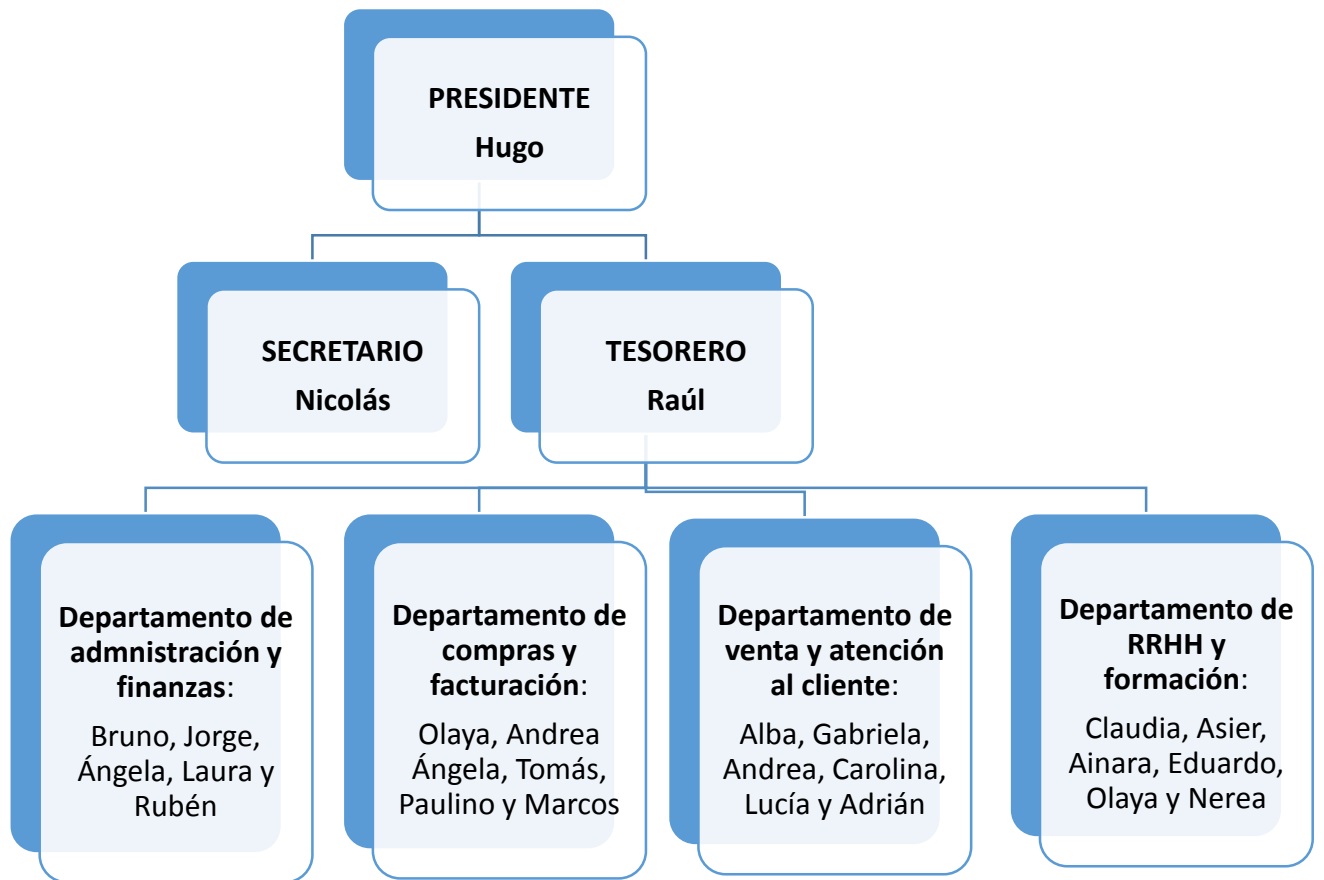 PRESIDENTE
Hugo
SECRETARIO
Nicolás
TESORERO
Raúl
Departamento de
admnistración y
finanzas:
Bruno, Jorge,
Ángela, Laura y
Rubén
Departamento de
compras y
facturación:
Olaya, Andrea
Ángela, Tomás,
Paulino y Marcos
Departamento de
venta y atención
al cliente:
Alba, Gabriela,
Andrea, Carolina,
Lucía y Adrián
Departamento de
RRHH y
formación:
Claudia, Asier,
Ainara, Eduardo,
Olaya y Nerea